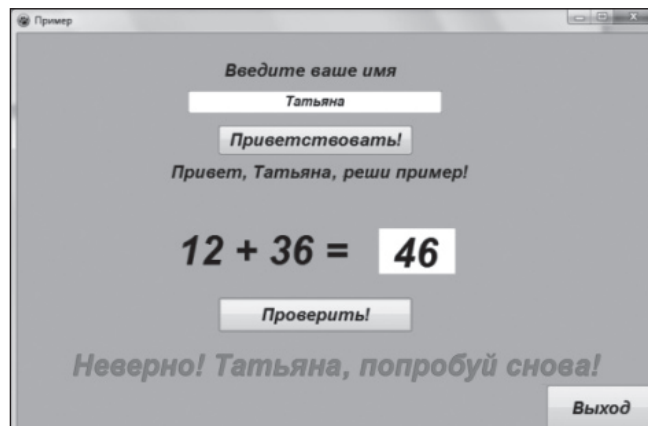 Пример
Введите ваше имя
Татьяна
Приветствовать!
Привет, Татьяна, реши пример!
12 + 36 = 46
Проверить!
Неверно! Татьяна, попробуй снова!
Выход